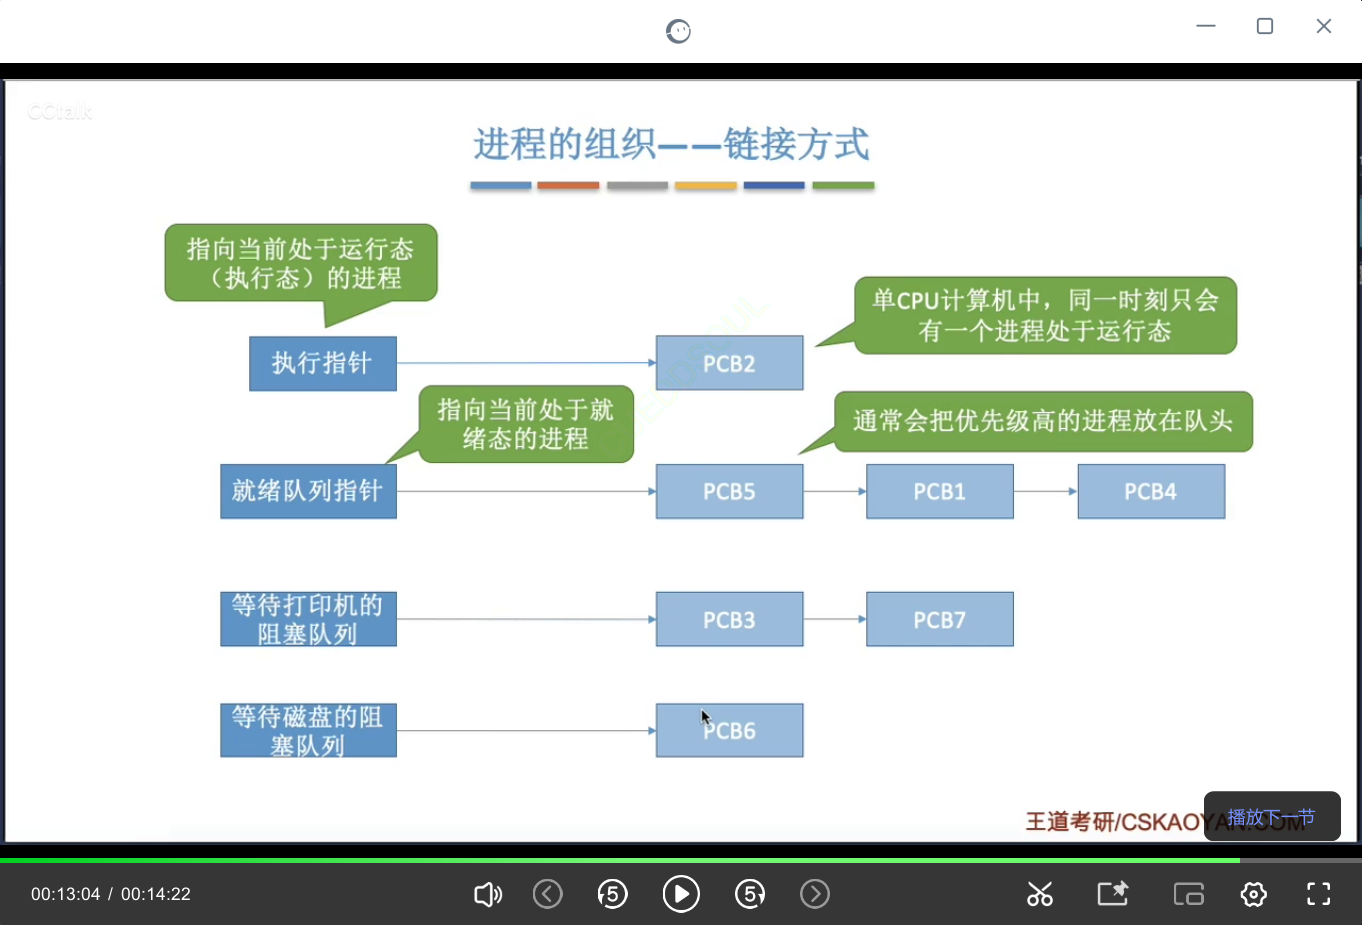 CCtalk
进程的组织——链接方式
指向当前处于运行态
（执行态）的进程
单CPU计算机中，同一时刻只会
有一个进程处于运行态
执行指针
PCB2
指向当前处于就
绪态的进程
通常会把优先级高的进程放在队头
就绪队列指针
PCB5
PCB1
PCB4
等待打印机的
阻塞队列
PCB3
PCB7
等待磁盘的阻
塞队列
PCB6
王道考研/CSKAOYAN.COM
播放下一节
00:13:04 / 00:14:22
5
5